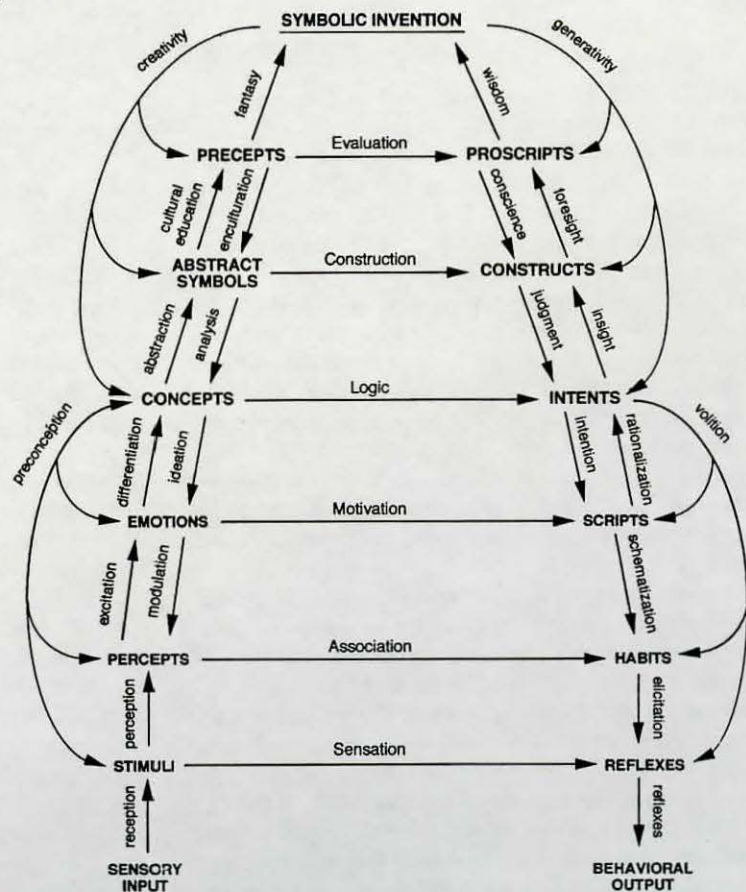 SYMBOLIC INVENTION
creativity
generativity
fantasy
wisdom
PRECEPTS
Evaluation
PROSCRIPTS
cultural
education
enculturation
conscience
foresight
ABSTRACT
SYMBOLS
Construction
CONSTRUCTS
abstraction
analysis
judgment
insight
CONCEPTS
Logic
INTENTS
preconception
differentiation
ideation
intention
rationalization
volition
EMOTIONS
Motivation
SCRIPTS
excitation
modulation
schematization
PERCEPTS
Association
HABITS
perception
elicitation
STIMULI
Sensation
REFLEXES
reception
reflexes
SENSORY
INPUT
BEHAVIORAL
OUTPUT